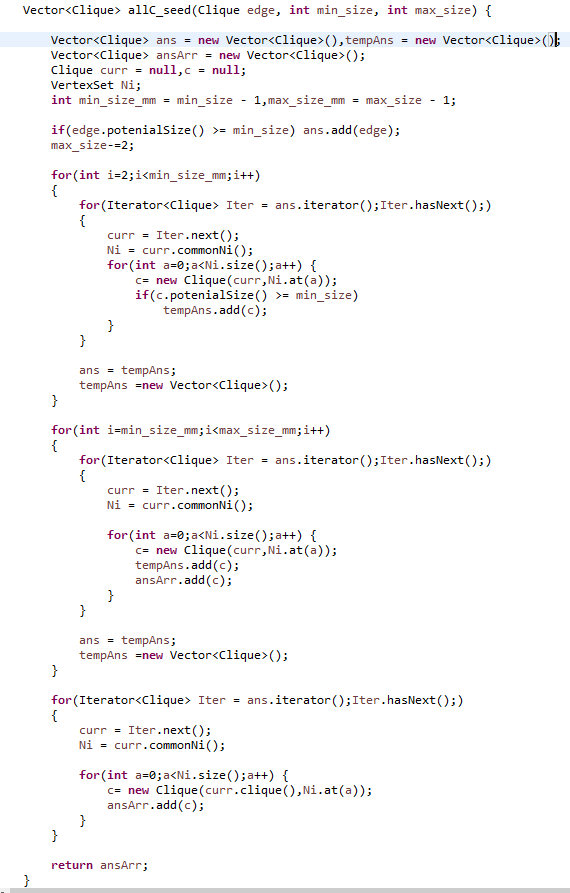 Vector<Clique> allC_seed(Clique edge, int min_size, int max_size) {
Vector<Clique> ans = new Vector<Clique>(),tempAns = new Vector<Clique>();
Vector<Clique> ansArr = new Vector<Clique>();
Clique curr = null,c = null;
VertexSet Ni;
int min_size_mm = min_size - 1,max_size_mm = max_size - 1;
if(edge.potenialSize() >= min_size) ans.add(edge);
max_size-=2;
for(int i=2;i<min_size_mm;i++)
{
for(Iterator<Clique> Iter = ans.iterator();Iter.hasNext();)
{
curr = Iter.next();
Ni = curr.commonNi();
for(int a=0;a<Ni.size();a++) {
c= new Clique(curr,Ni.at(a));
if(c.potenialSize() >= min_size)
tempAns.add(c);
}
}
ans = tempAns;
tempAns =new Vector<Clique>();
}
for(int i=min_size_mm;i<max_size_mm;i++)
{
for(Iterator<Clique> Iter = ans.iterator();Iter.hasNext();)
{
curr = Iter.next();
Ni = curr.commonNi();
for(int a=0;a<Ni.size();a++) {
c= new Clique(curr,Ni.at(a));
tempAns.add(c);
ansArr.add(c);
}
}
ans = tempAns;
tempAns =new Vector<Clique>();
}
for(Iterator<Clique> Iter = ans.iterator();Iter.hasNext();)
{
curr = Iter.next();
Ni = curr.commonNi();
for(int a=0;a<Ni.size();a++) {
c= new Clique(curr.clique(),Ni.at(a));
ansArr.add(c);
}
}
return ansArr;
}